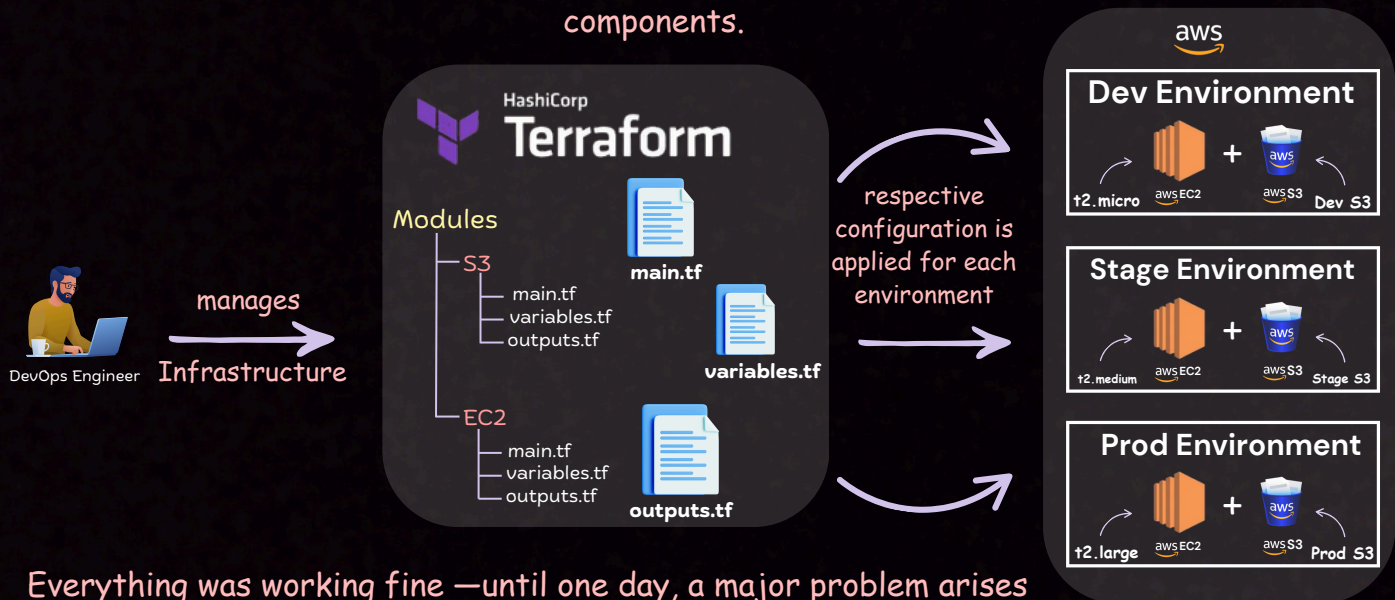 components.
HashiCorp
Terraform
Modules
S3
main.tf
variables.tf
outputs.tf
EC2
main.tf
variables.tf
outputs.tf
main.tf
variables.tf
outputs.tf
DevOps Engineer
manages
Infrastructure
respective
configuration is
applied for each
environment
aws
Dev Environment
+
aws
t2.micro
aws EC2
aws S3
Dev S3
Stage Environment
+
aws
t2.medium
aws EC2
aws S3
Stage S3
Prod Environment
+
aws
t2.large
aws EC2
aws S3
Prod S3
Everything was working fine —until one day, a major problem arises